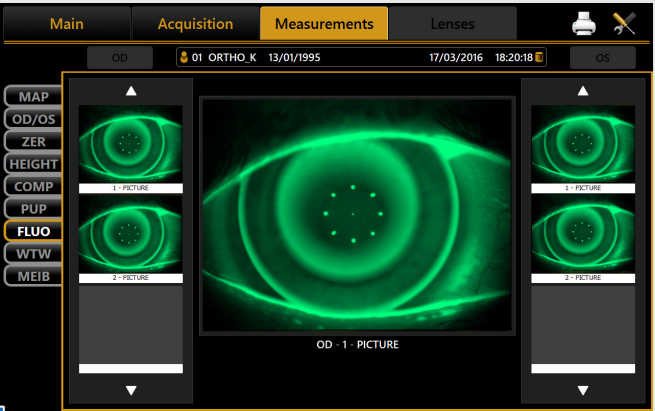 Main Acquisition Measurements Lenses
OD 01 ORTHO_K 13/01/1995 17/03/2016 18:20:18 OS
MAP
OD/OS
ZER
HEIGHT
COMP
PUP
FLUO
WTW
MEIB
1 - PICTURE
2 - PICTURE
OD - 1 - PICTURE
1 - PICTURE
2 - PICTURE